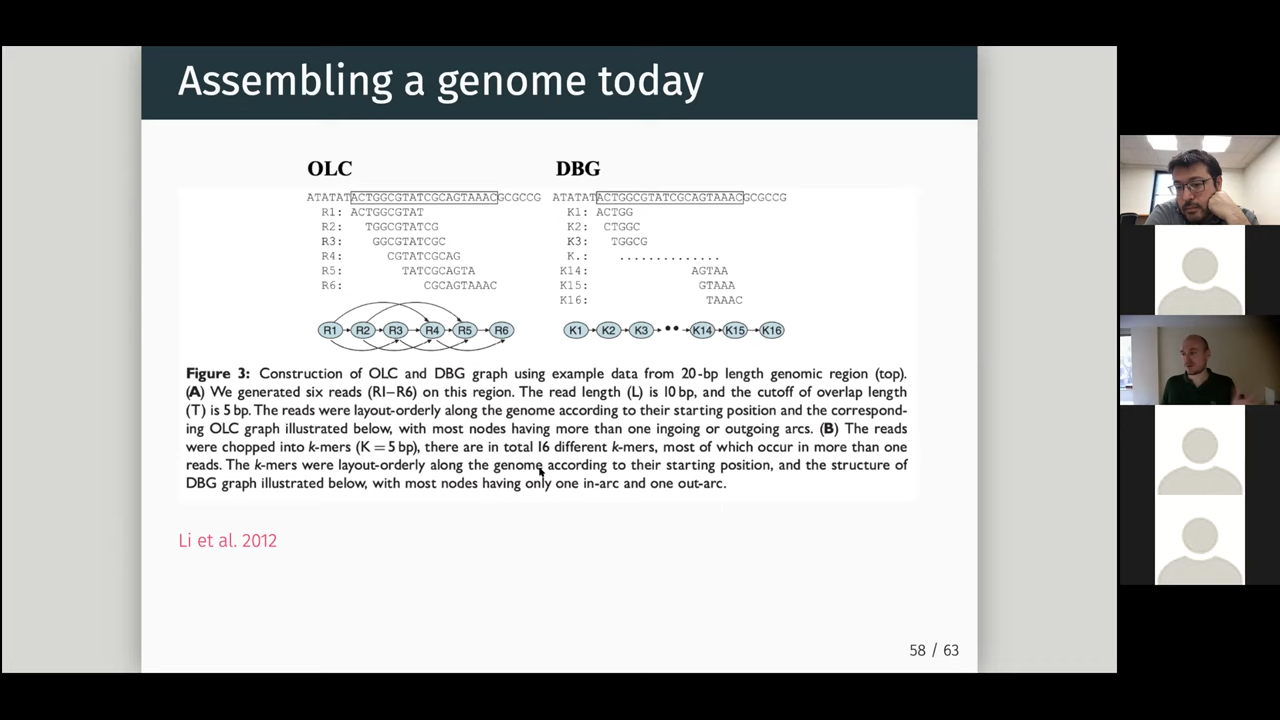 Assembling a genome today
OLC
ATATATACTGGCGTATCGCAGTAAACGCGCCG
R1: ACTGGCGTAT
R2: TGGCGTATCG
R3: GGCGTATCGC
R4: CGTATCGCAG
R5: TATCGCAGTA
R6: CGCAGTAAAC
R1 R2 R3 R4 R5 R6
DBG
ATATATACTGGCGTATCGCAGTAAACGCGCCG
K1: ACTGG
K2: CTGGC
K3: TGGCG
K.: ..............
K14: AGTAA
K15: GTAAA
K16: TAAAC
K1 K2 K3 •• K14 K15 K16
Figure 3: Construction of OLC and DBG graph using example data from 20-bp length genomic region (top).
(A) We generated six reads (R1–R6) on this region. The read length (L) is 10 bp, and the cutoff of overlap length
(T) is 5 bp. The reads were layout-orderly along the genome according to their starting position and the correspond-
ing OLC graph illustrated below, with most nodes having more than one ingoing or outgoing arcs. (B) The reads
were chopped into k-mers (K = 5 bp), there are in total 16 different k-mers, most of which occur in more than one
reads. The k-mers were layout-orderly along the genome according to their starting position, and the structure of
DBG graph illustrated below, with most nodes having only one in-arc and one out-arc.
Li et al. 2012
58 / 63